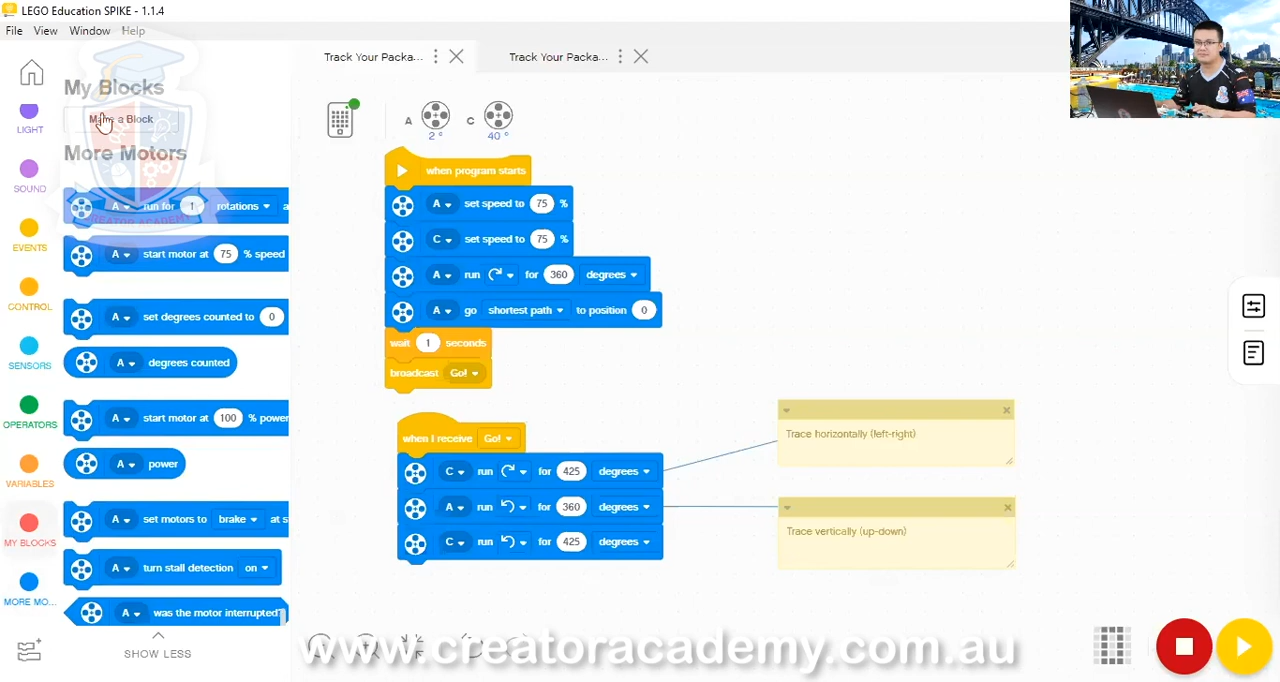 LEGO Education SPIKE - 1.1.4
File View Window Help
Track Your Packa...
Track Your Packa...
My Blocks
Make a Block
More Motors
LIGHT
SOUND
EVENTS
CONTROL
SENSORS
OPERATORS
VARIABLES
MY BLOCKS
MORE MO...
A run for 1 rotations a
CREATOR ACADEMY
A start motor at 75 % speed
A set degrees counted to 0
A degrees counted
A start motor at 100 % power
A power
A set motors to brake at s
A turn stall detection on
A was the motor interrupted?
SHOW LESS
A 2 ° C 40 °
when program starts
A set speed to 75 %
C set speed to 75 %
A run for 360 degrees
A go shortest path to position 0
wait 1 seconds
broadcast Go!
when I receive Go!
C run for 425 degrees
A run for 360 degrees
C run for 425 degrees
Trace horizontally (left-right)
Trace vertically (up-down)
www.creatoracademy.com.au